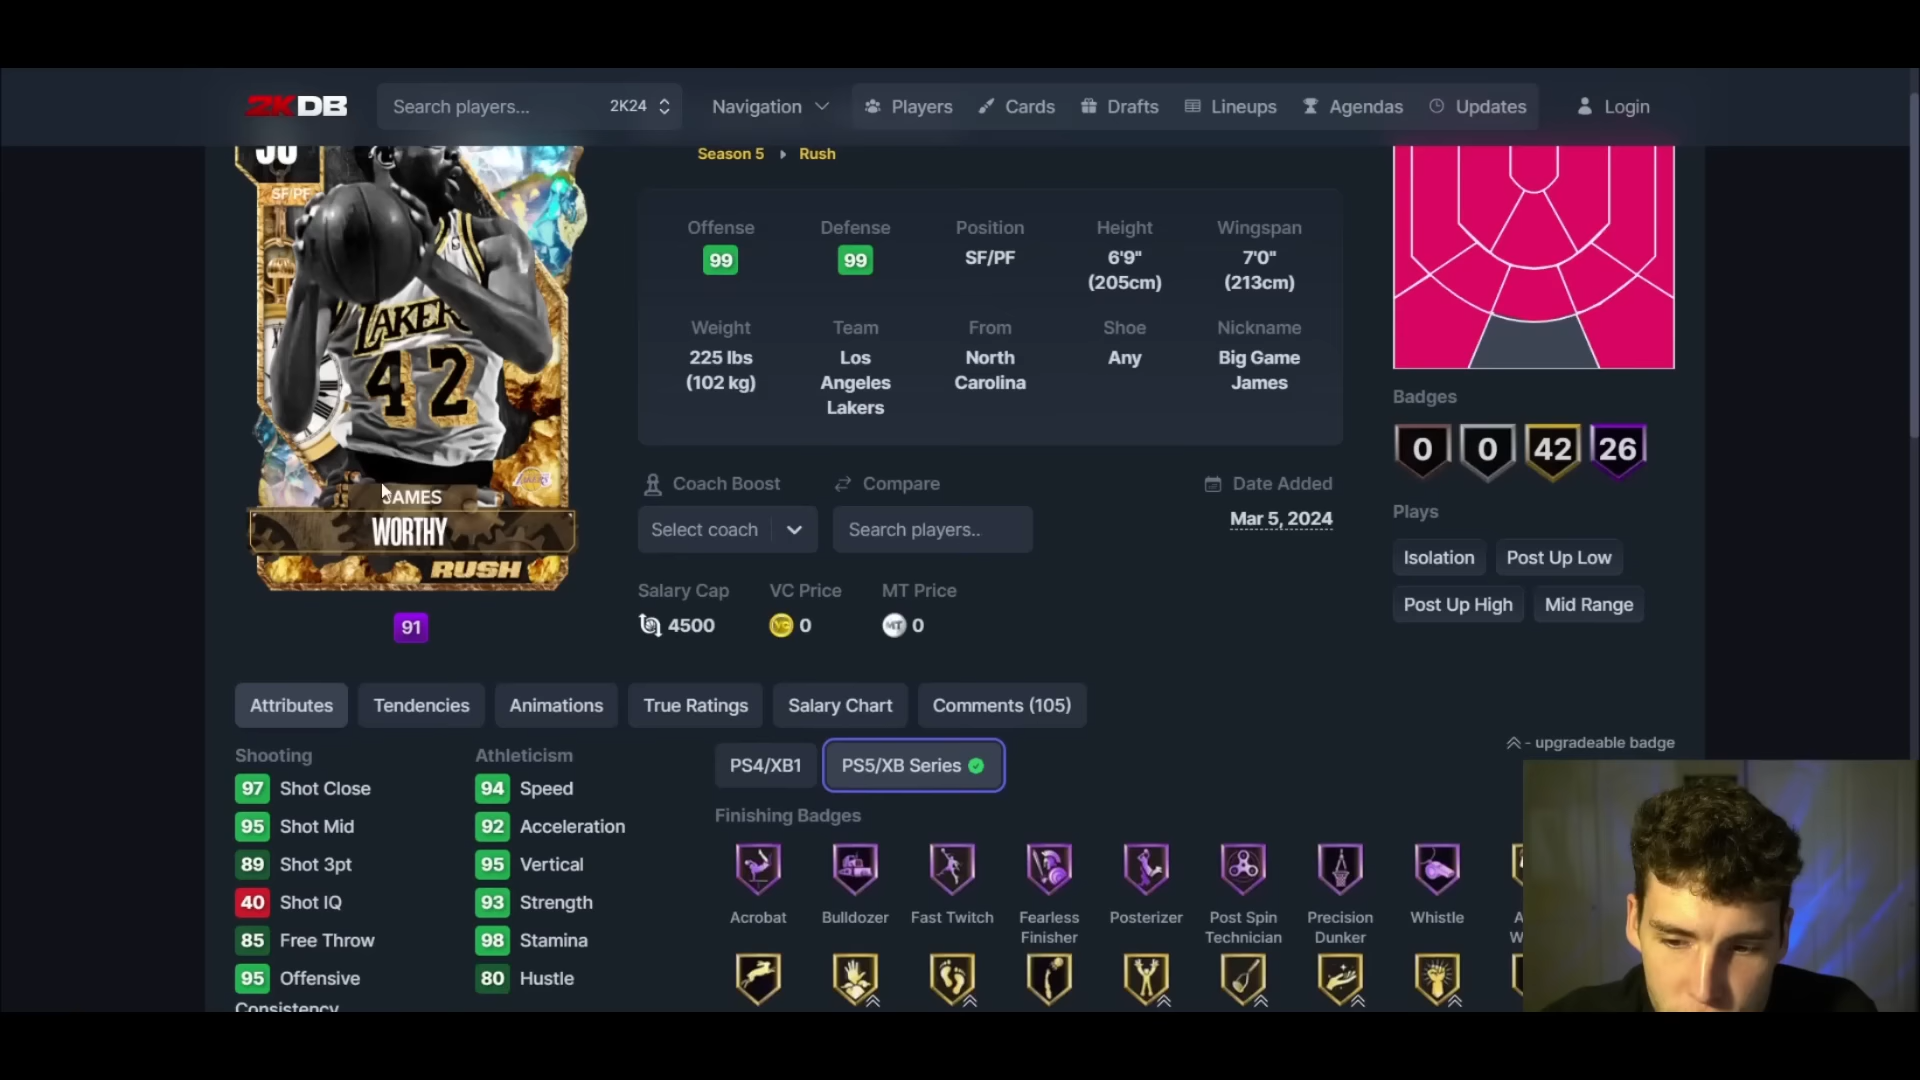 2KDB
Search players...
2K24
Navigation
Players
Cards
Drafts
Lineups
Agendas
Updates
Login
Season 5
Rush
SF/PF
LAKERS
42
JAMES
WORTHY
RUSH
91
Offense
Defense
Position
Height
Wingspan
99
99
SF/PF
6'9"
(205cm)
7'0"
(213cm)
Weight
Team
From
Shoe
Nickname
225 lbs
(102 kg)
Los
Angeles
Lakers
North
Carolina
Any
Big Game
James
Coach Boost
Compare
Date Added
Select coach
Search players..
Mar 5, 2024
Salary Cap
VC Price
MT Price
4500
VC
0
MT
0
Badges
0
0
42
26
Plays
Isolation
Post Up Low
Post Up High
Mid Range
Attributes
Tendencies
Animations
True Ratings
Salary Chart
Comments (105)
Shooting
97 Shot Close
95 Shot Mid
89 Shot 3pt
40 Shot IQ
85 Free Throw
95 Offensive
Consistency
Athleticism
94 Speed
92 Acceleration
95 Vertical
93 Strength
98 Stamina
80 Hustle
PS4/XB1
PS5/XB Series
- upgradeable badge
Finishing Badges
Acrobat
Bulldozer
Fast Twitch
Fearless
Finisher
Posterizer
Post Spin
Technician
Precision
Dunker
Whistle